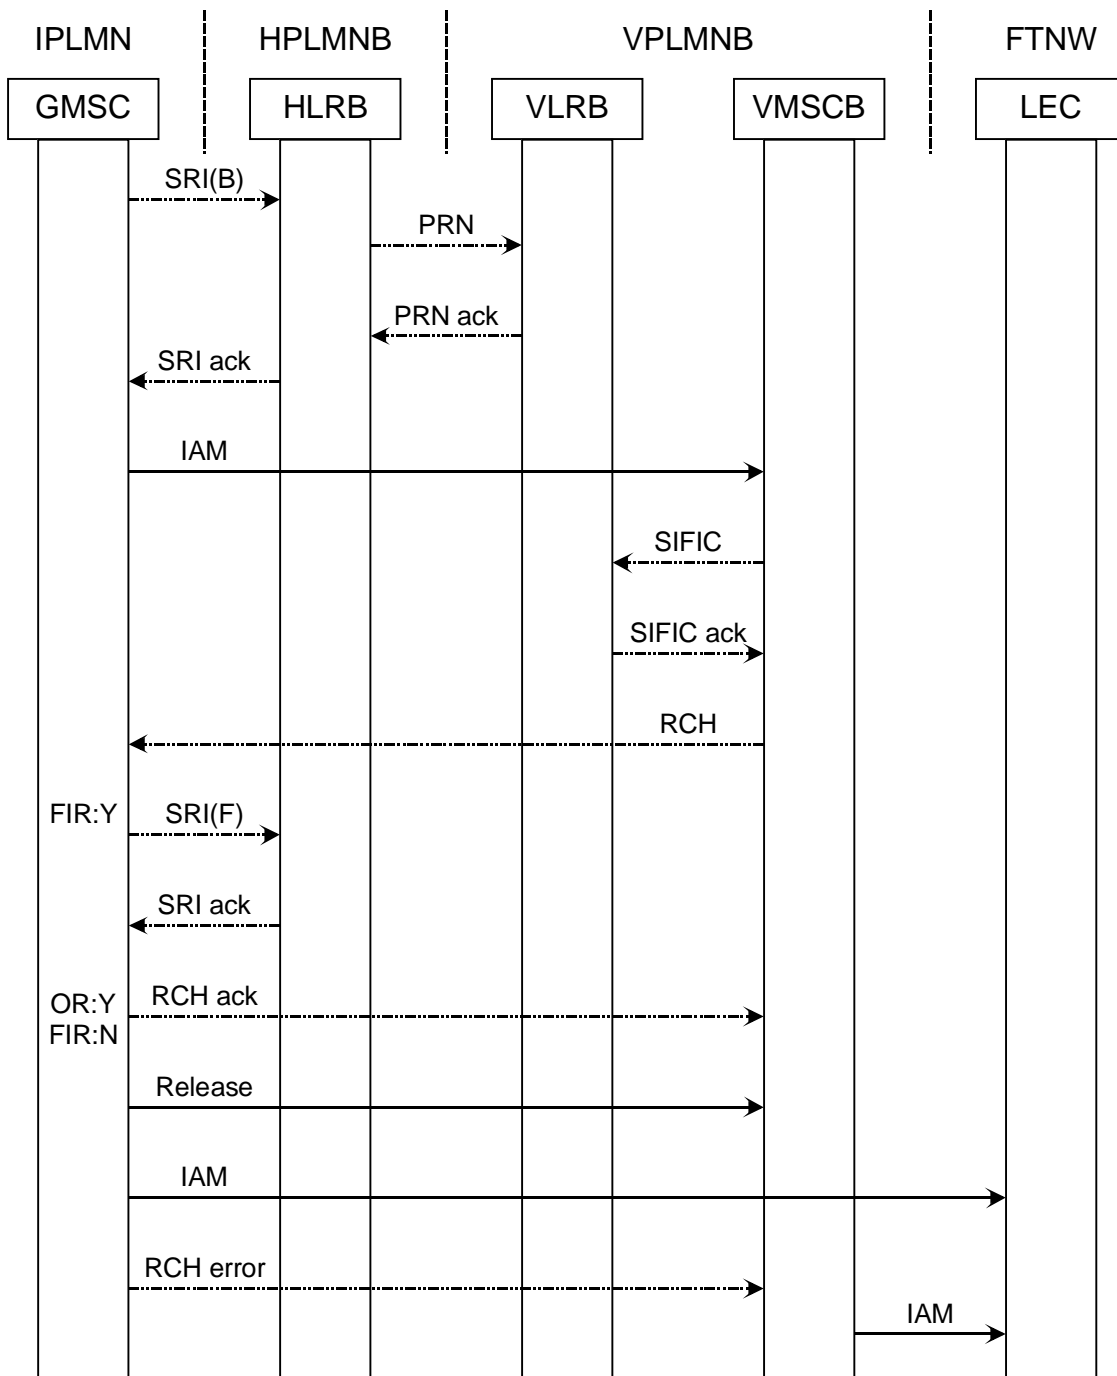 IPLMN HPLMNB VPLMNB FTNW
GMSC HLRB VLRB VMSCB LEC
SRI(B)
PRN
PRN ack
SRI ack
IAM
SIFIC
SIFIC ack
RCH
FIR:Y SRI(F)
SRI ack
OR:Y RCH ack
FIR:N
Release
IAM
RCH error
IAM